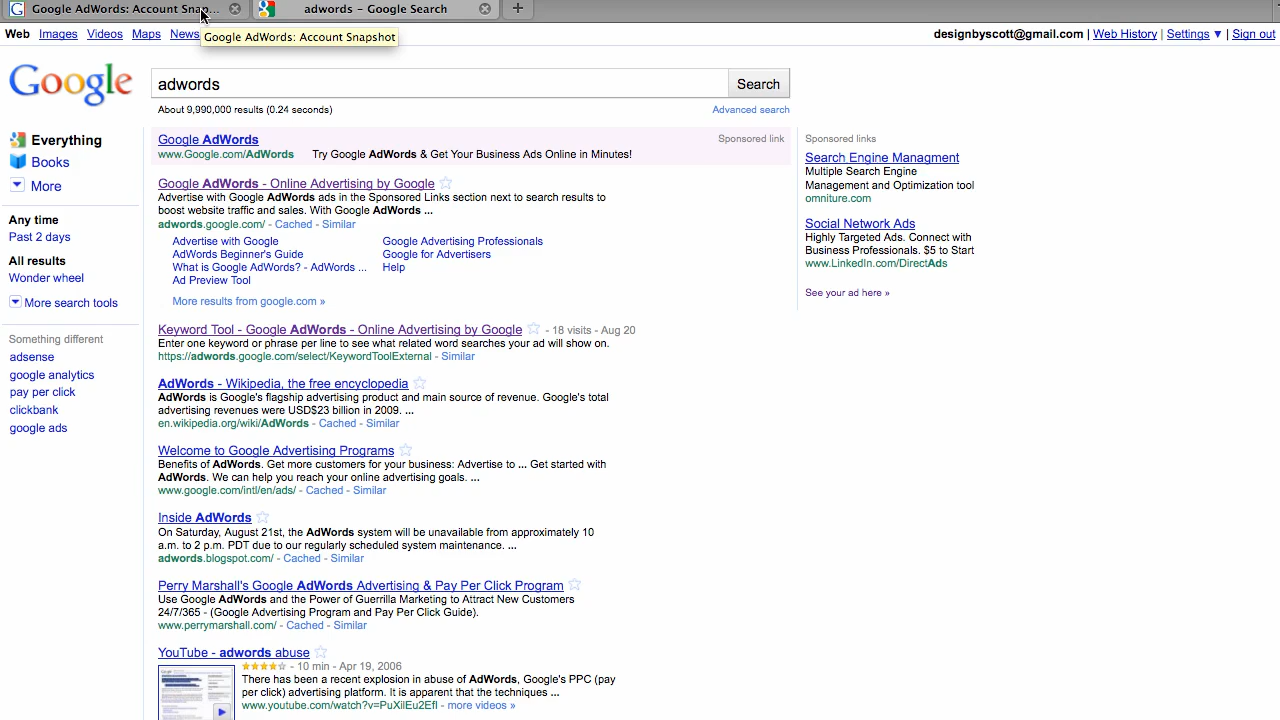 Google AdWords: Account Snap...
adwords – Google Search
Google AdWords: Account Snapshot
Web Images Videos Maps News
designbyscott@gmail.com | Web History | Settings ▼ | Sign out
Google
adwords
Search
About 9,990,000 results (0.24 seconds)
Advanced search
Everything
Books
More
Any time
Past 2 days
All results
Wonder wheel
More search tools
Something different
adsense
google analytics
pay per click
clickbank
google ads
Google AdWords
Sponsored link
www.Google.com/AdWords Try Google AdWords & Get Your Business Ads Online in Minutes!
Google AdWords - Online Advertising by Google
Advertise with Google AdWords ads in the Sponsored Links section next to search results to
boost website traffic and sales. With Google AdWords ...
adwords.google.com/ - Cached - Similar
Advertise with Google Google Advertising Professionals
AdWords Beginner's Guide Google for Advertisers
What is Google AdWords? - AdWords ... Help
Ad Preview Tool
More results from google.com »
Keyword Tool - Google AdWords - Online Advertising by Google - 18 visits - Aug 20
Enter one keyword or phrase per line to see what related word searches your ad will show on.
https://adwords.google.com/select/KeywordToolExternal - Similar
AdWords - Wikipedia, the free encyclopedia
AdWords is Google's flagship advertising product and main source of revenue. Google's total
advertising revenues were USD$23 billion in 2009. ...
en.wikipedia.org/wiki/AdWords - Cached - Similar
Welcome to Google Advertising Programs
Benefits of AdWords. Get more customers for your business: Advertise to ... Get started with
AdWords. We can help you reach your online advertising goals. ...
www.google.com/intl/en/ads/ - Cached - Similar
Inside AdWords
On Saturday, August 21st, the AdWords system will be unavailable from approximately 10
a.m. to 2 p.m. PDT due to our regularly scheduled system maintenance. ...
adwords.blogspot.com/ - Cached - Similar
Perry Marshall's Google AdWords Advertising & Pay Per Click Program
Use Google AdWords and the Power of Guerrilla Marketing to Attract New Customers
24/7/365 - (Google Advertising Program and Pay Per Click Guide).
www.perrymarshall.com/ - Cached - Similar
YouTube - adwords abuse
- 10 min - Apr 19, 2006
There has been a recent expansion in abuse of AdWords, Google's PPC (pay
per click) advertisement tool. It is apparent the techniques ...
www.youtube.com/watch?v=PuXiIEu2EfI - more videos »
Sponsored links
Search Engine Managment
Multiple Search Engine
Management and Optimization tool
omniture.com
Social Network Ads
Highly Targeted Ads. Connect with
Business Professionals. $5 to Start
www.LinkedIn.com/DirectAds
See your ad here »